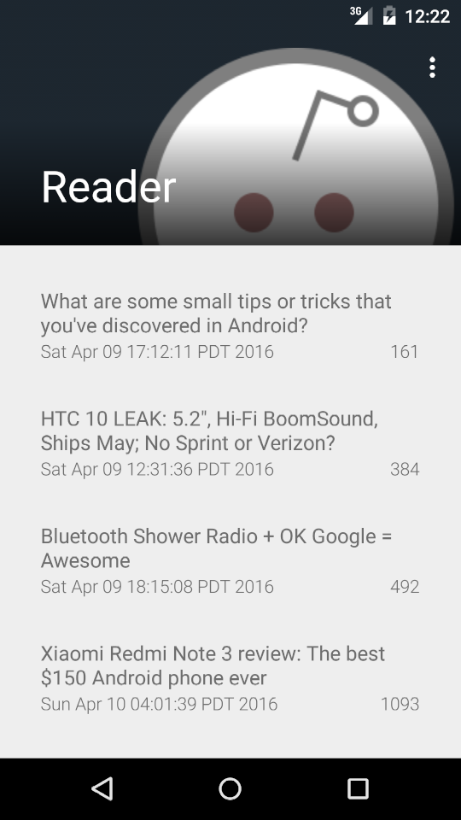 3G 12:22
Reader
What are some small tips or tricks that
you've discovered in Android?
Sat Apr 09 17:12:11 PDT 2016 161
HTC 10 LEAK: 5.2", Hi-Fi BoomSound,
Ships May; No Sprint or Verizon?
Sat Apr 09 12:31:36 PDT 2016 384
Bluetooth Shower Radio + OK Google =
Awesome
Sat Apr 09 18:15:08 PDT 2016 492
Xiaomi Redmi Note 3 review: The best
$150 Android phone ever
Sun Apr 10 04:01:39 PDT 2016 1093